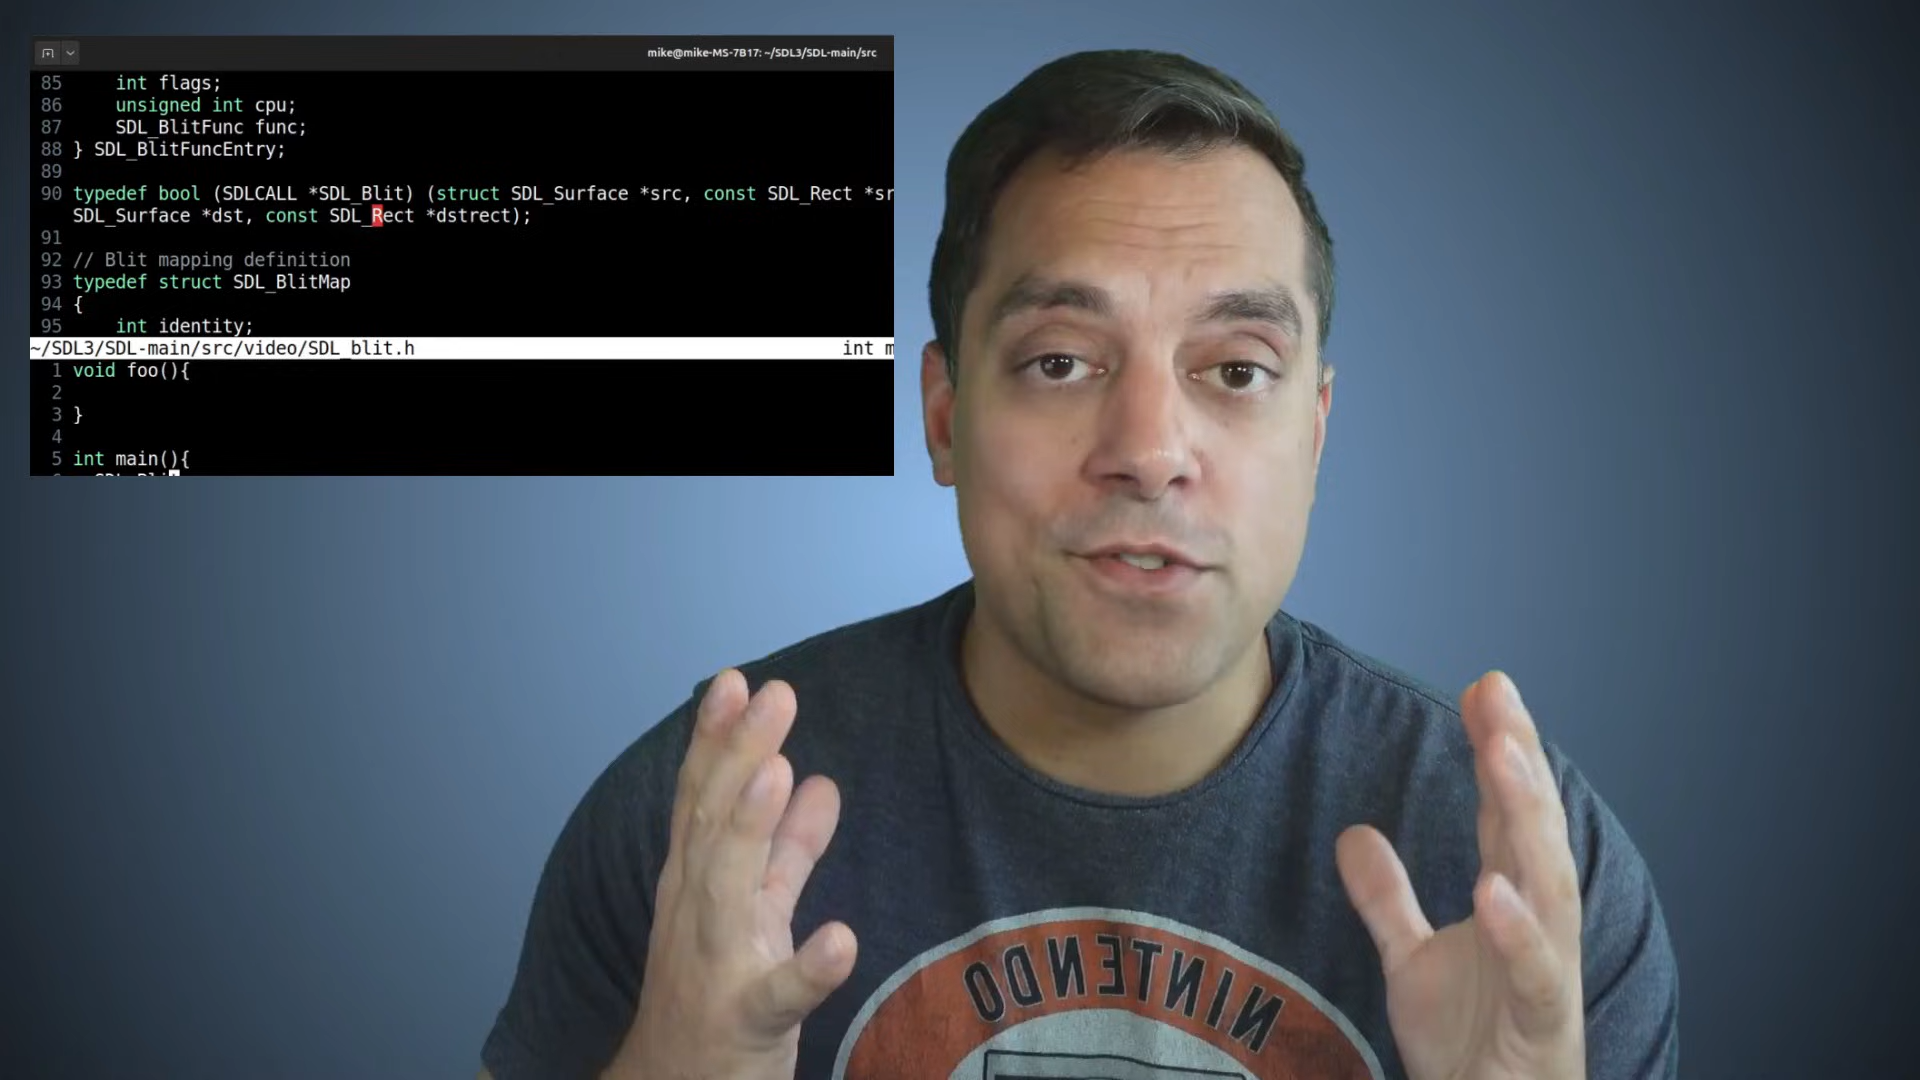 mike@mike-MS-7B17: ~/SDL3/SDL-main/src
85 int flags;
86 unsigned int cpu;
87 SDL_BlitFunc func;
88 } SDL_BlitFuncEntry;
89
90 typedef bool (SDLCALL *SDL_Blit) (struct SDL_Surface *src, const SDL_Rect *sr
SDL_Surface *dst, const SDL_Rect *dstrect);
91
92 // Blit mapping definition
93 typedef struct SDL_BlitMap
94 {
95 int identity;
~/SDL3/SDL-main/src/video/SDL_blit.h int m
1 void foo(){
2
3 }
4
5 int main(){
NINTENDO